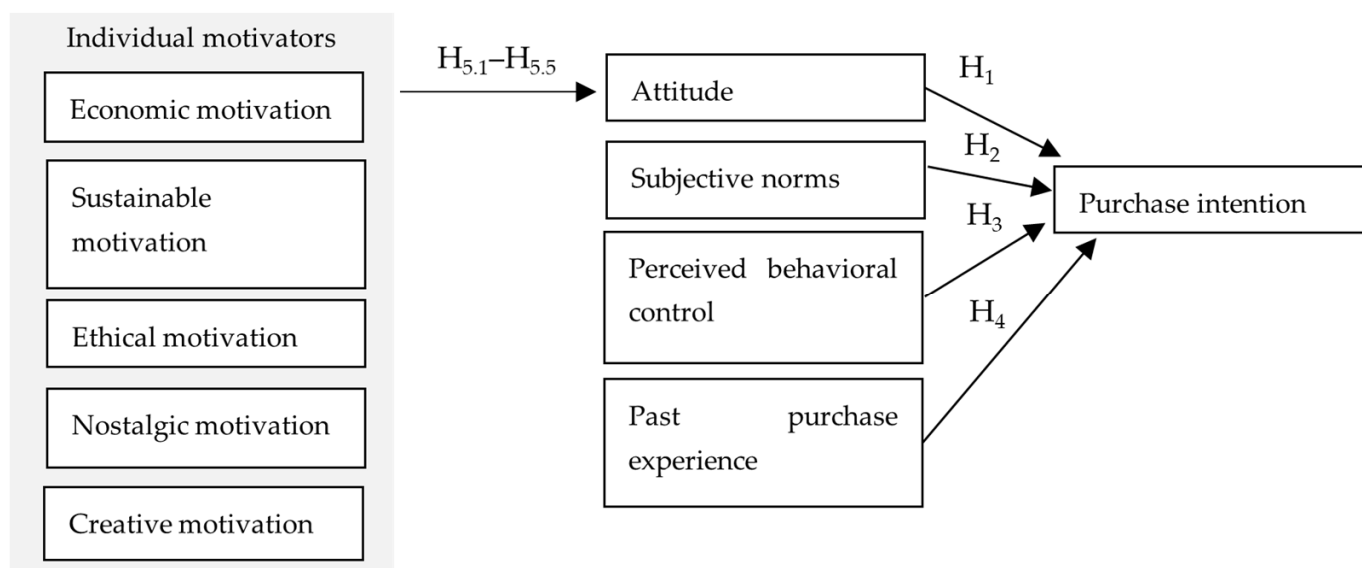 Individual motivators
Economic motivation
Sustainable
motivation
Ethical motivation
Nostalgic motivation
Creative motivation
H5.1–H5.5
Attitude
Subjective norms
Perceived behavioral
control
Past purchase
experience
H1
H2
H3
H4
Purchase intention